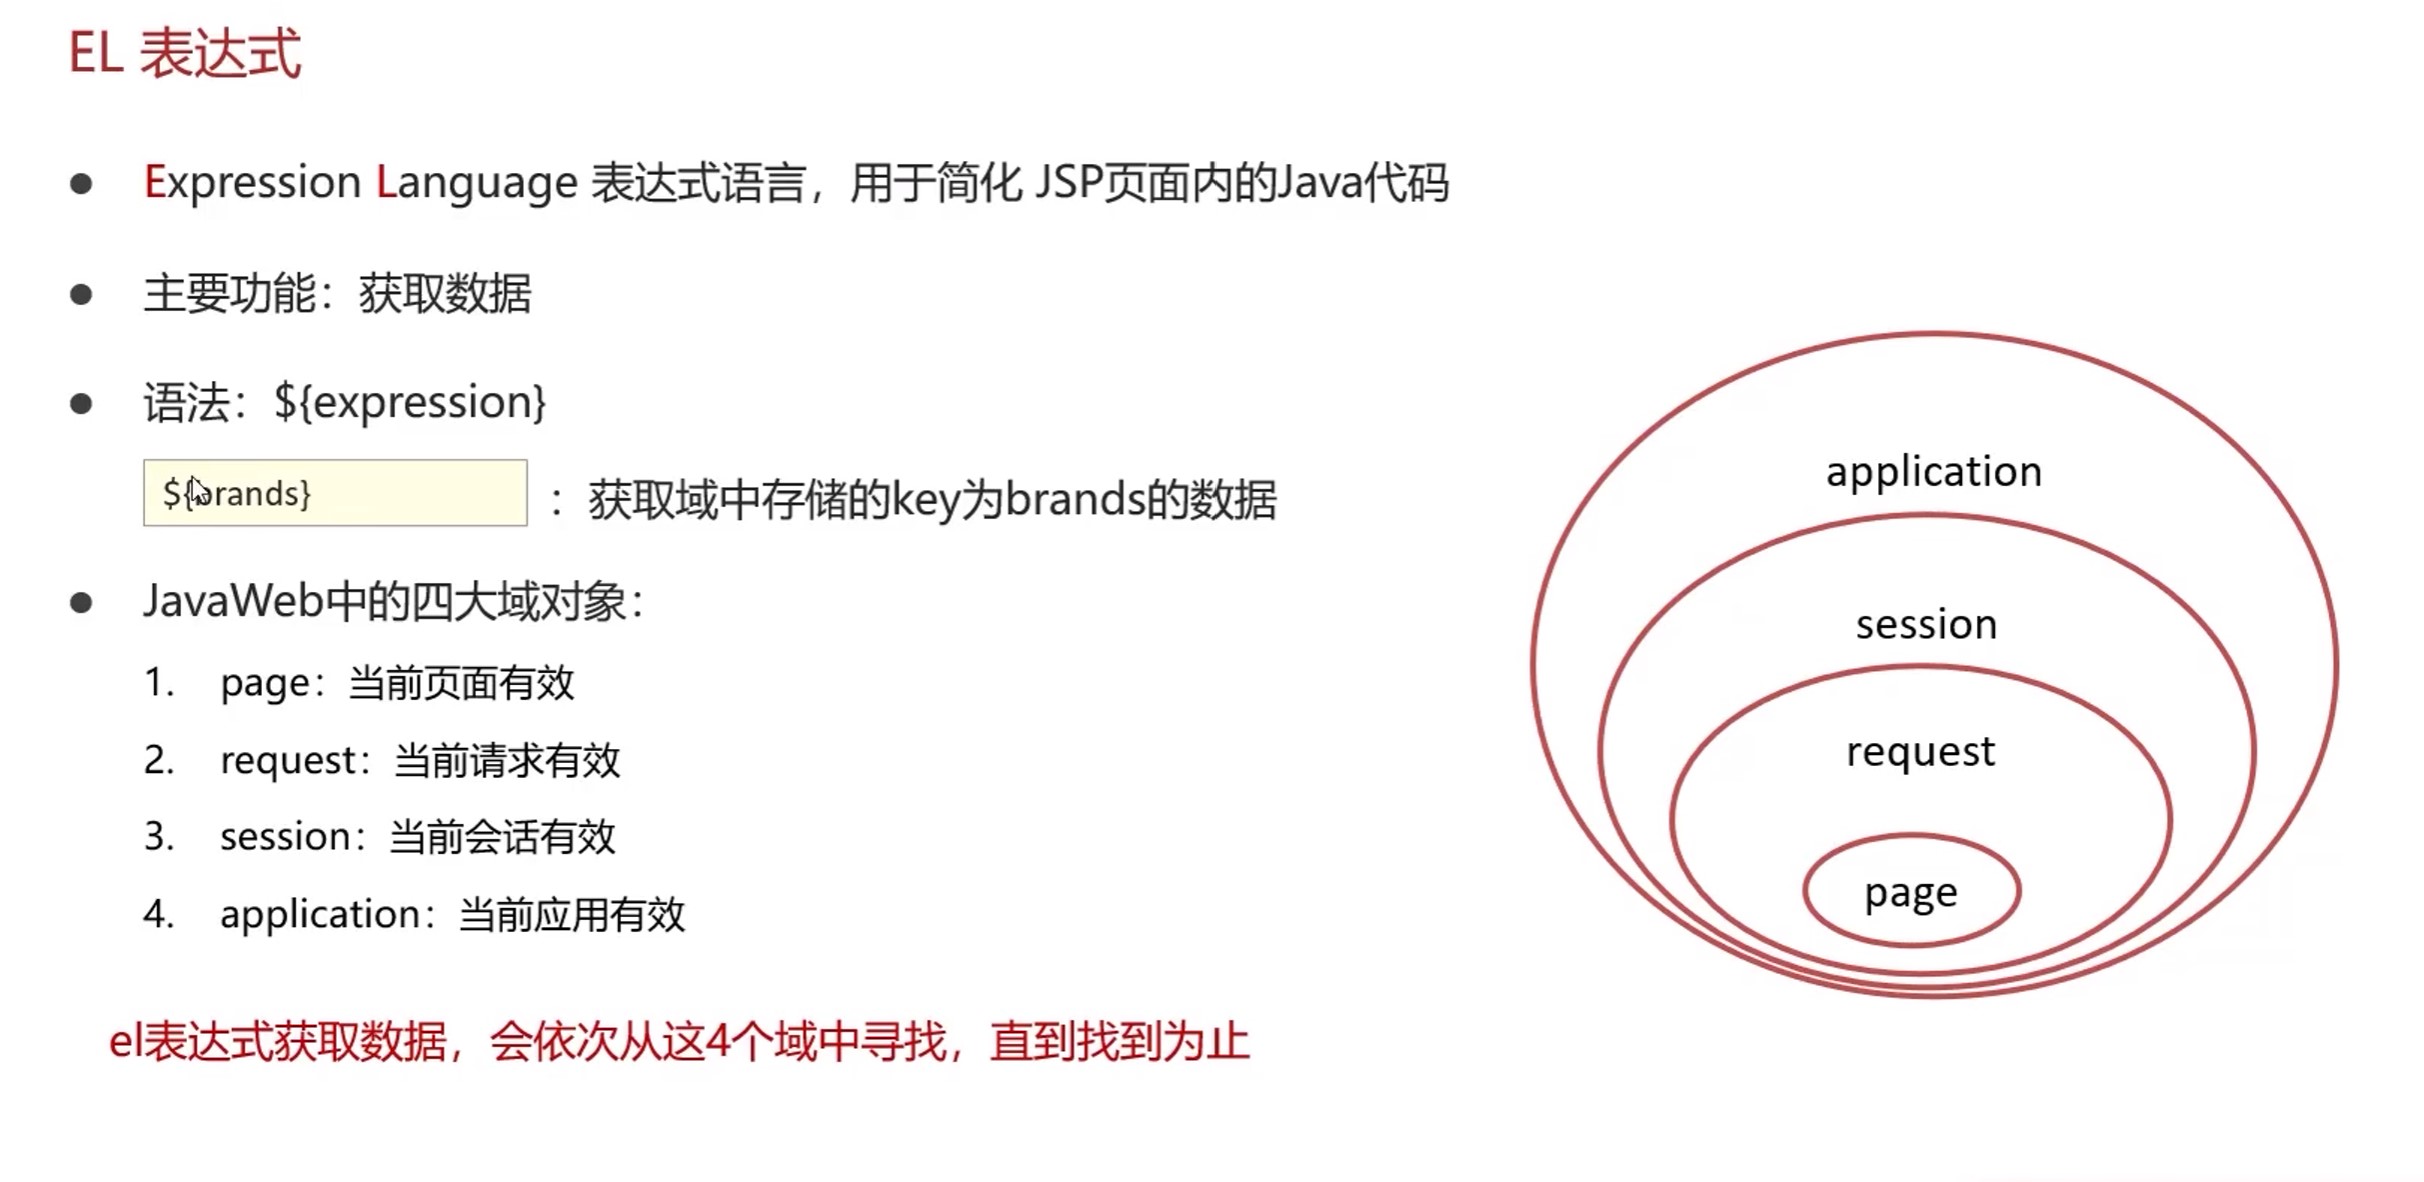 EL 表达式
● Expression Language 表达式语言，用于简化 JSP页面内的Java代码
● 主要功能：获取数据
● 语法：${expression}
${brands} ：获取域中存储的key为brands的数据
● JavaWeb中的四大域对象：
1. page：当前页面有效
2. request：当前请求有效
3. session：当前会话有效
4. application：当前应用有效
el表达式获取数据，会依次从这4个域中寻找，直到找到为止
application
session
request
page